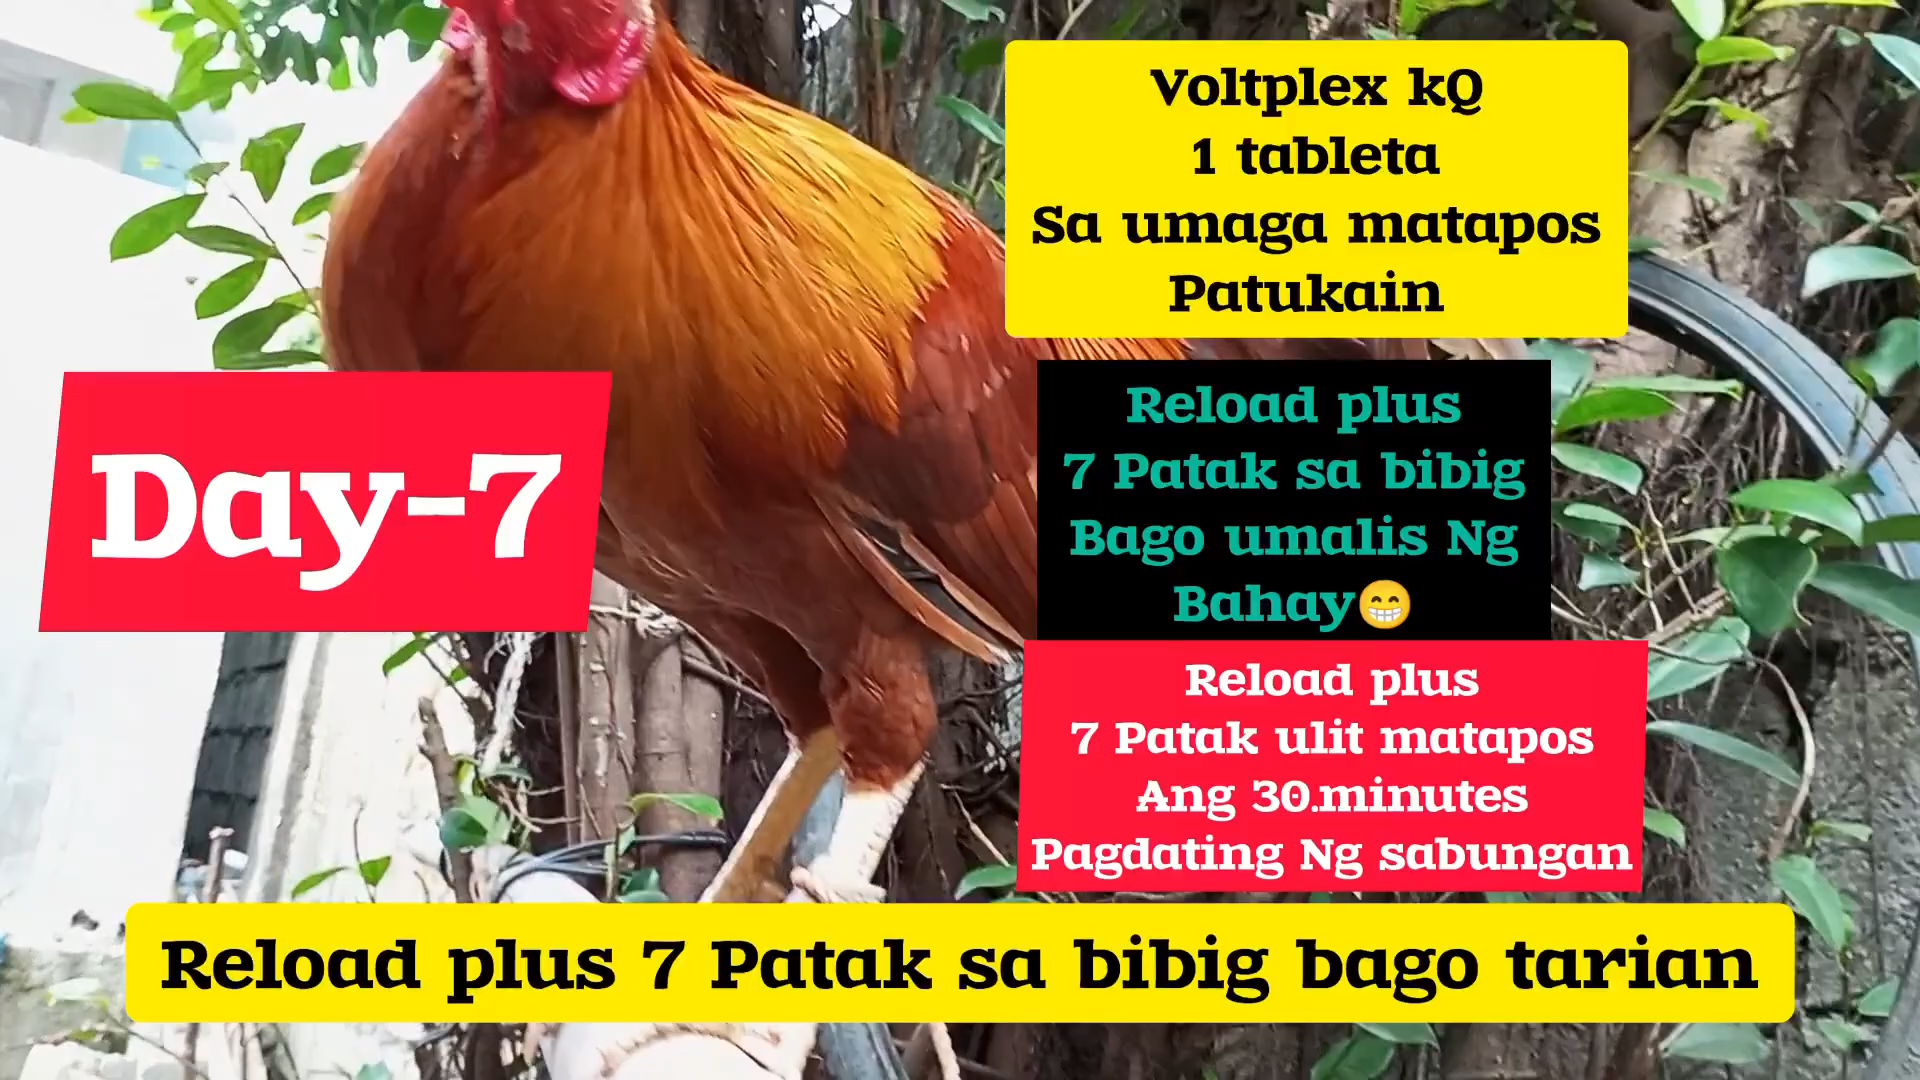 Day-7
Voltplex kQ
1 tableta
Sa umaga matapos
Patukain
Reload plus
7 Patak sa bibig
Bago umalis Ng
Bahay😁
Reload plus
7 Patak ulit matapos
Ang 30.minutes
Pagdating Ng sabungan
Reload plus 7 Patak sa bibig bago tarian